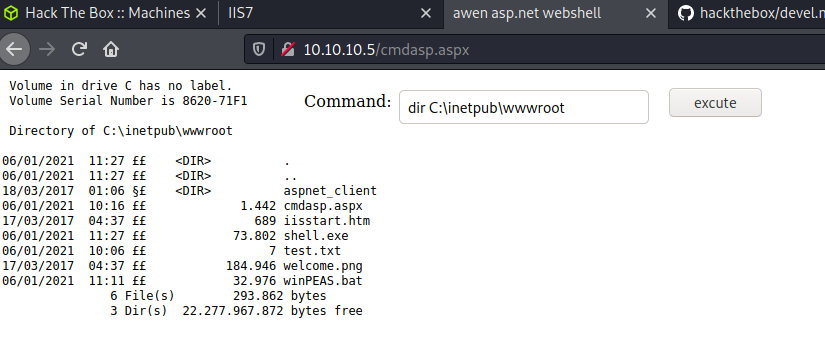 Hack The Box :: Machines
IIS7
awen asp.net webshell
hackthebox/devel.n
10.10.10.5/cmdasp.aspx
Volume in drive C has no label.
Volume Serial Number is 8620-71F1
Command:
dir C:\inetpub\wwwroot
excute
Directory of C:\inetpub\wwwroot
06/01/2021  11:27 ££    <DIR>          .
06/01/2021  11:27 ££    <DIR>          ..
18/03/2017  01:06 §£    <DIR>          aspnet_client
06/01/2021  10:16 ££             1.442 cmdasp.aspx
17/03/2017  04:37 ££               689 iisstart.htm
06/01/2021  11:27 ££            73.802 shell.exe
06/01/2021  10:06 ££                 7 test.txt
17/03/2017  04:37 ££           184.946 welcome.png
06/01/2021  11:11 ££            32.976 winPEAS.bat
6 File(s)        293.862 bytes
3 Dir(s)  22.277.967.872 bytes free